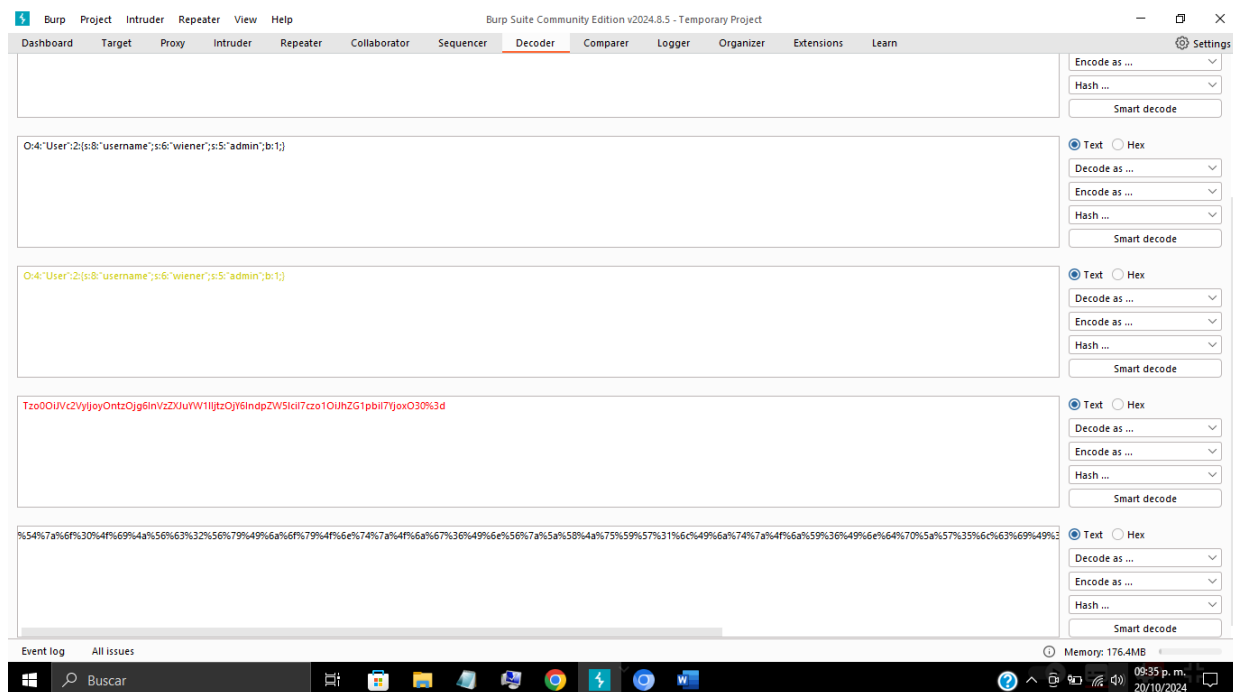 Burp Project Intruder Repeater View Help
Burp Suite Community Edition v2024.8.5 - Temporary Project
Dashboard Target Proxy Intruder Repeater Collaborator Sequencer Decoder Comparer Logger Organizer Extensions Learn Settings
Encode as ...
Hash ...
Smart decode
O:4:"User":2:{s:8:"username";s:6:"wiener";s:5:"admin";b:1;}
Text Hex
Decode as ...
Encode as ...
Hash ...
Smart decode
O:4:"User":2:{s:8:"username";s:6:"wiener";s:5:"admin";b:1;}
Text Hex
Decode as ...
Encode as ...
Hash ...
Smart decode
Tzo0OiJVc2VyIjoyOntzOjg6InVzZXJuYW1lIjtzOjY6IndpZW5lciI7czo1OiJhZG1pbiI7YjoxO30%3d
Text Hex
Decode as ...
Encode as ...
Hash ...
Smart decode
%54%7a%6f%30%4f%69%4a%56%63%32%56%79%49%6a%6f%79%4f%6e%74%7a%4f%6a%67%36%49%6e%56%7a%5a%58%4a%75%59%57%31%6c%49%6a%74%7a%4f%6a%59%36%49%6e%64%70%5a%57%35%6c%63%69%49%3
Text Hex
Decode as ...
Encode as ...
Hash ...
Smart decode
Event log All issues
Memory: 176.4MB
Buscar
09:35 p. m.
20/10/2024